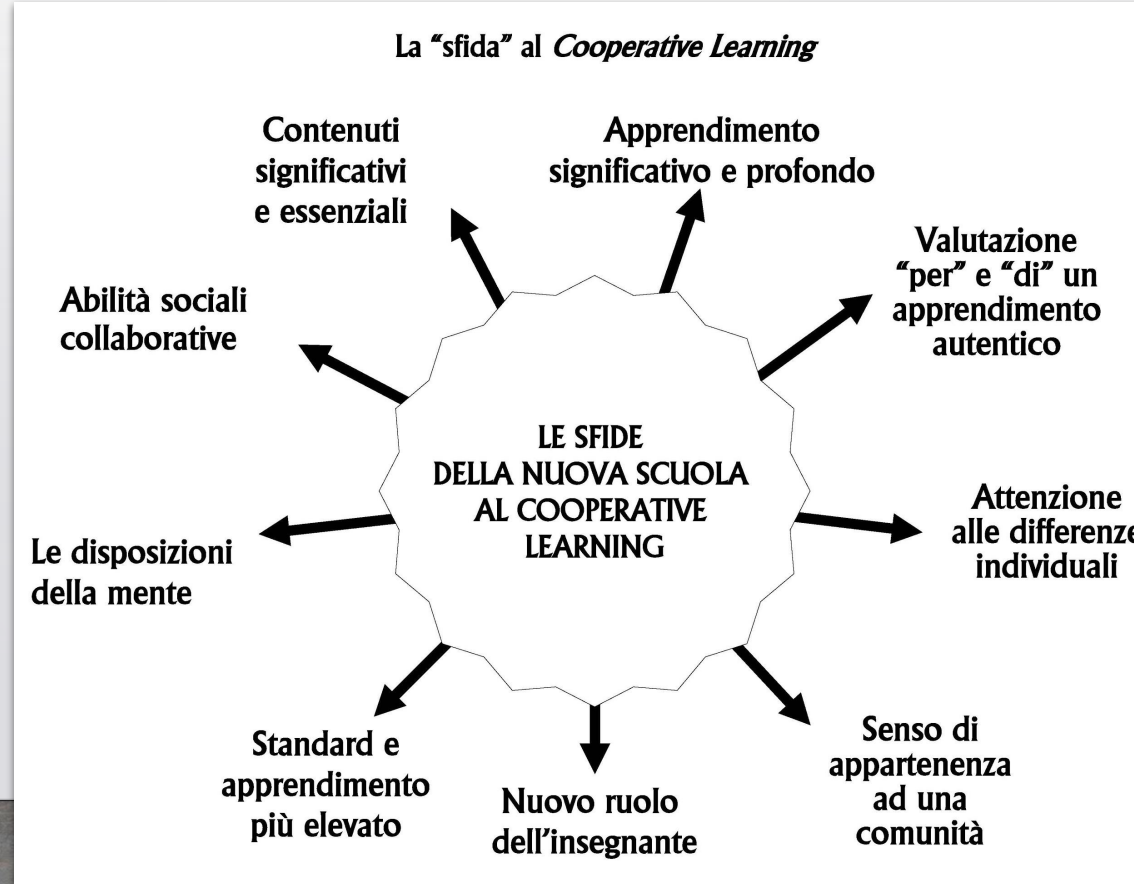 La “sfida” al Cooperative Learning
Contenuti
significativi
e essenziali
Apprendimento
significativo e profondo
Valutazione
“per” e “di” un
apprendimento
autentico
Abilità sociali
collaborative
LE SFIDE
DELLA NUOVA SCUOLA
AL COOPERATIVE
LEARNING
Attenzione
alle differenze
individuali
Le disposizioni
della mente
Senso di
appartenenza
ad una
comunità
Standard e
apprendimento
più elevato
Nuovo ruolo
dell’insegnante